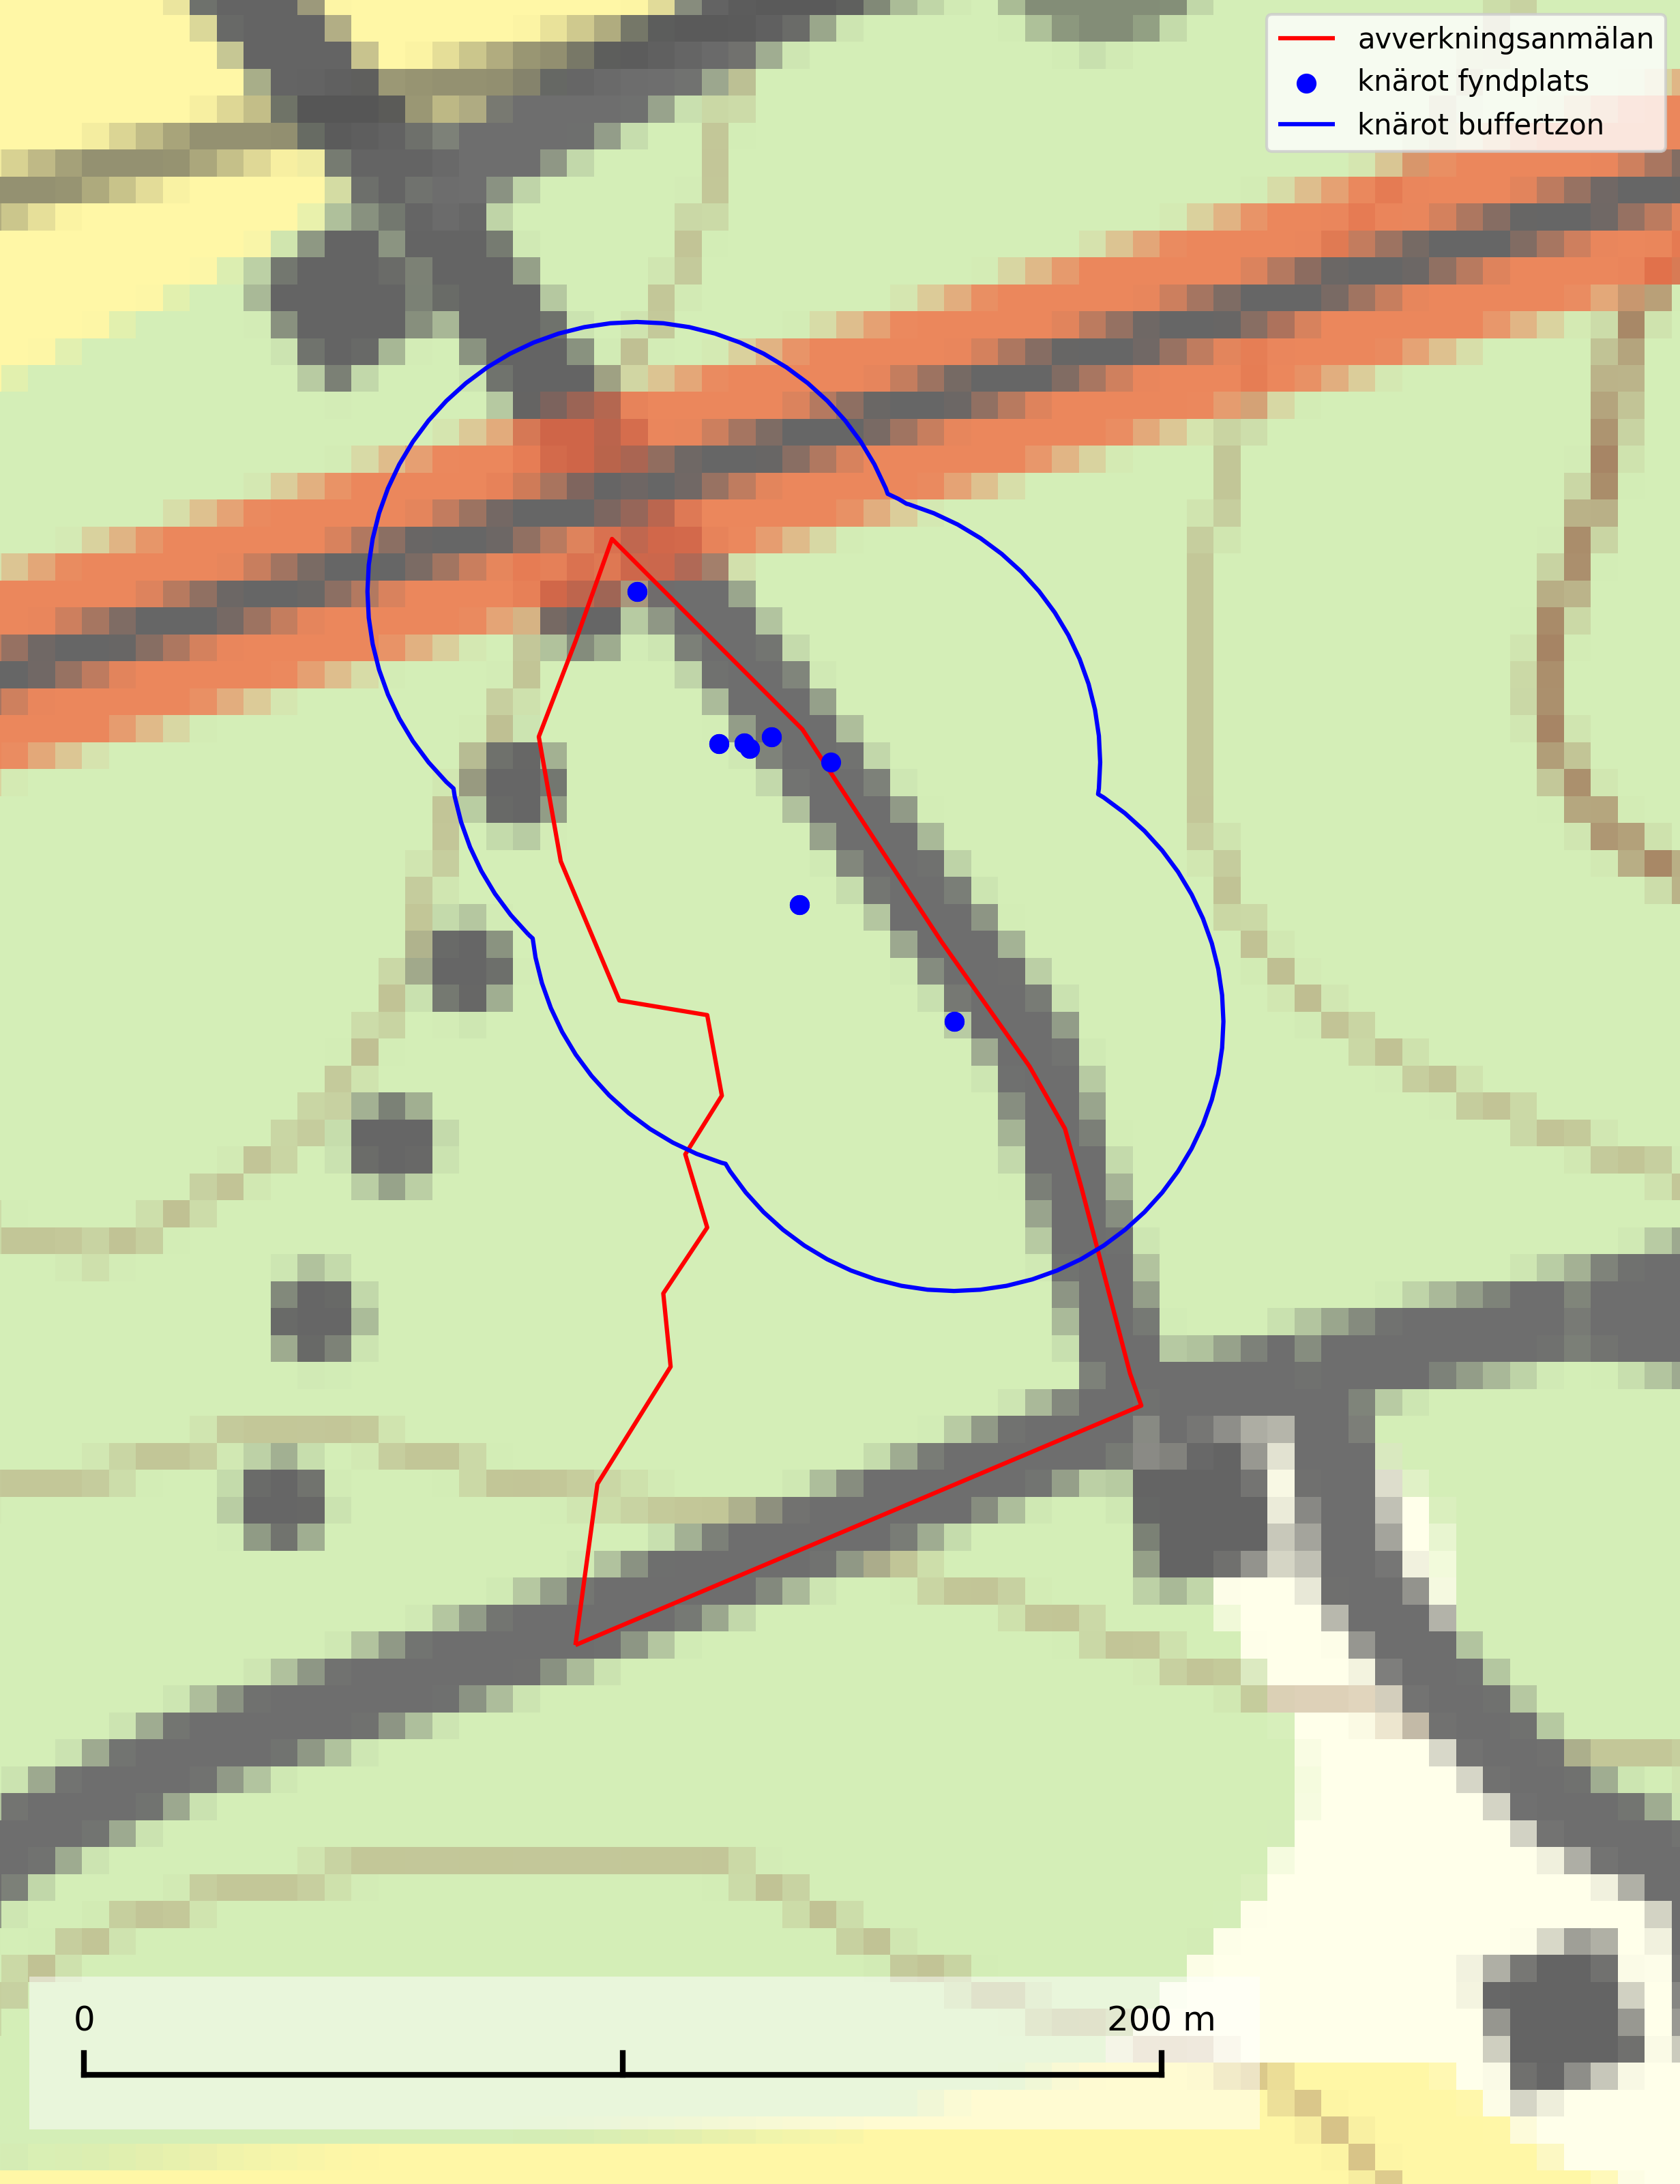 avverkningsanmälan
knärot fyndplats
knärot buffertzon
0
200 m